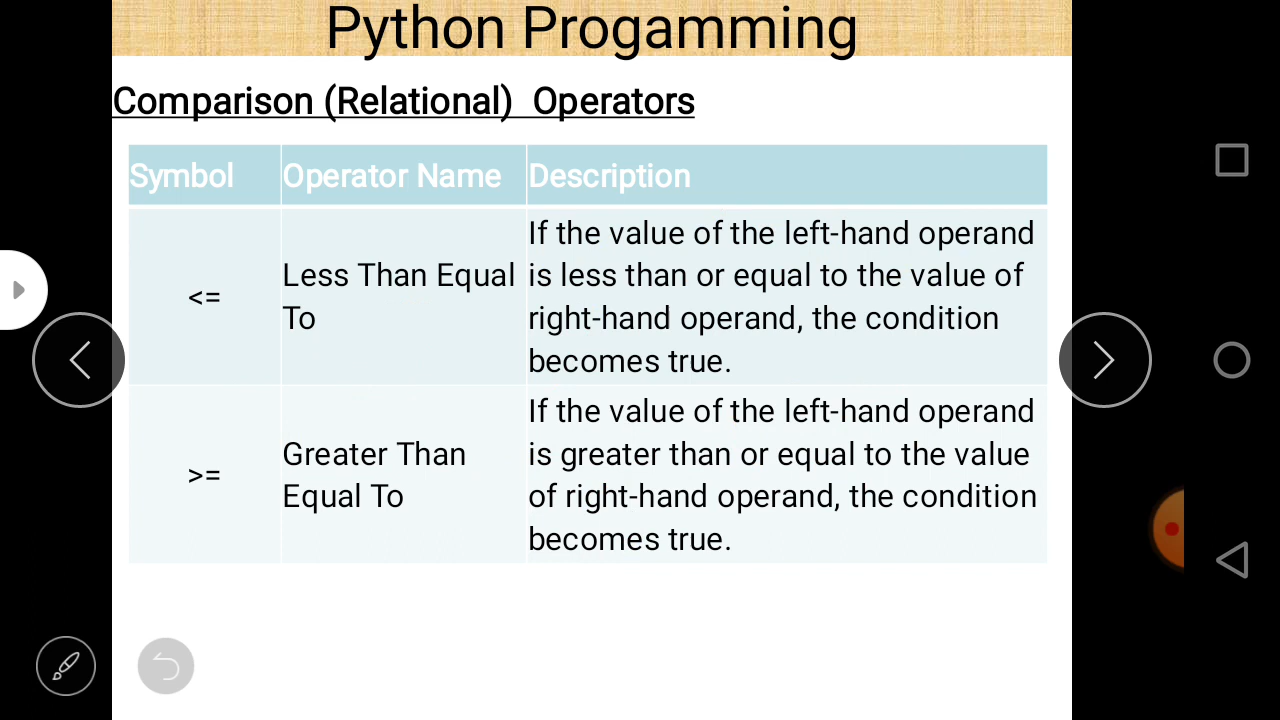 Python Progamming
Comparison (Relational) Operators
Symbol Operator Name Description
<= Less Than Equal To If the value of the left-hand operand is less than or equal to the value of right-hand operand, the condition becomes true.
>= Greater Than Equal To If the value of the left-hand operand is greater than or equal to the value of right-hand operand, the condition becomes true.